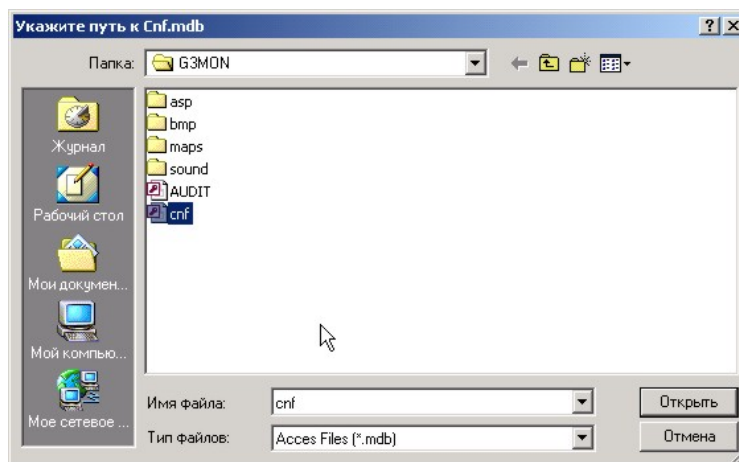 Укажите путь к Cnf.mdb
Папка:
G3MON
asp
bmp
maps
sound
AUDIT
cnf
Журнал
Рабочий стол
Мои докумен...
Мой компью...
Мое сетевое ...
Имя файла:
cnf
Открыть
Тип файлов:
Acces Files (*.mdb)
Отмена